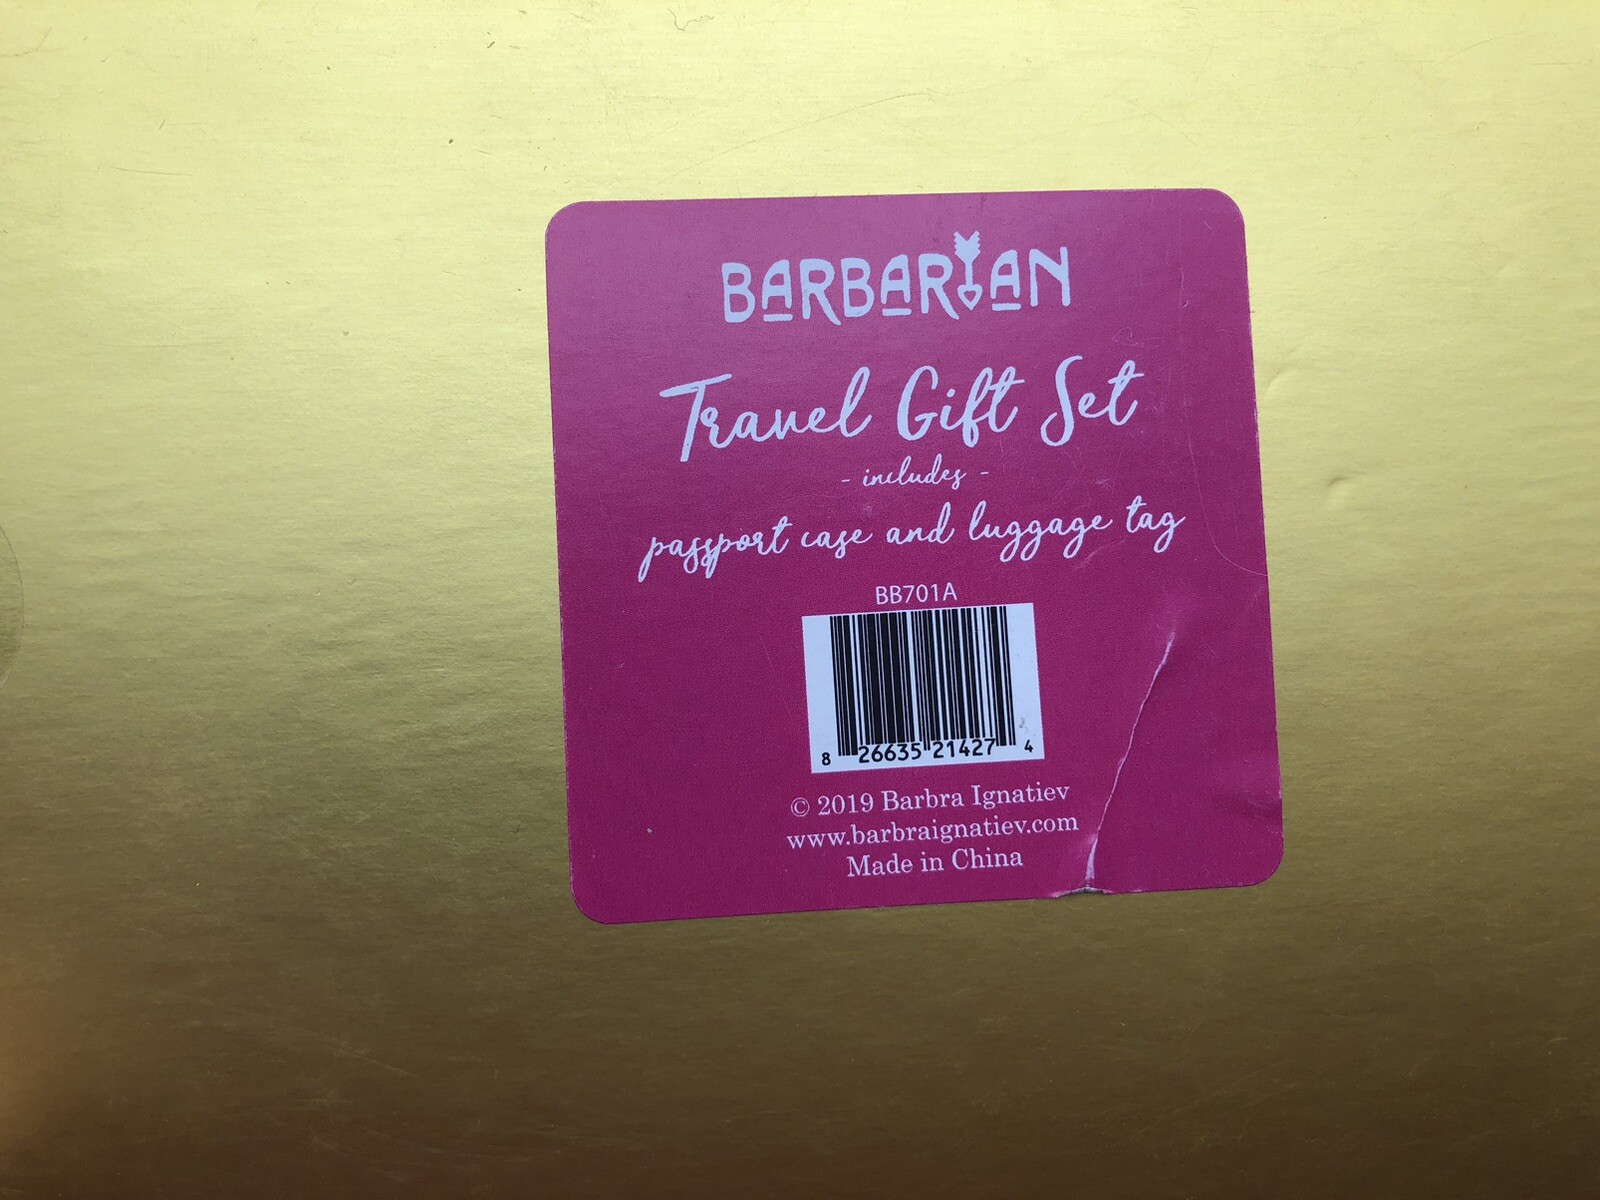 BARBARIAN
Travel Gift Set
- includes -
passport case and luggage tag
BB701A
8 26635 21427 4
© 2019 Barbra Ignatiev
www.barbraignatiev.com
Made in China